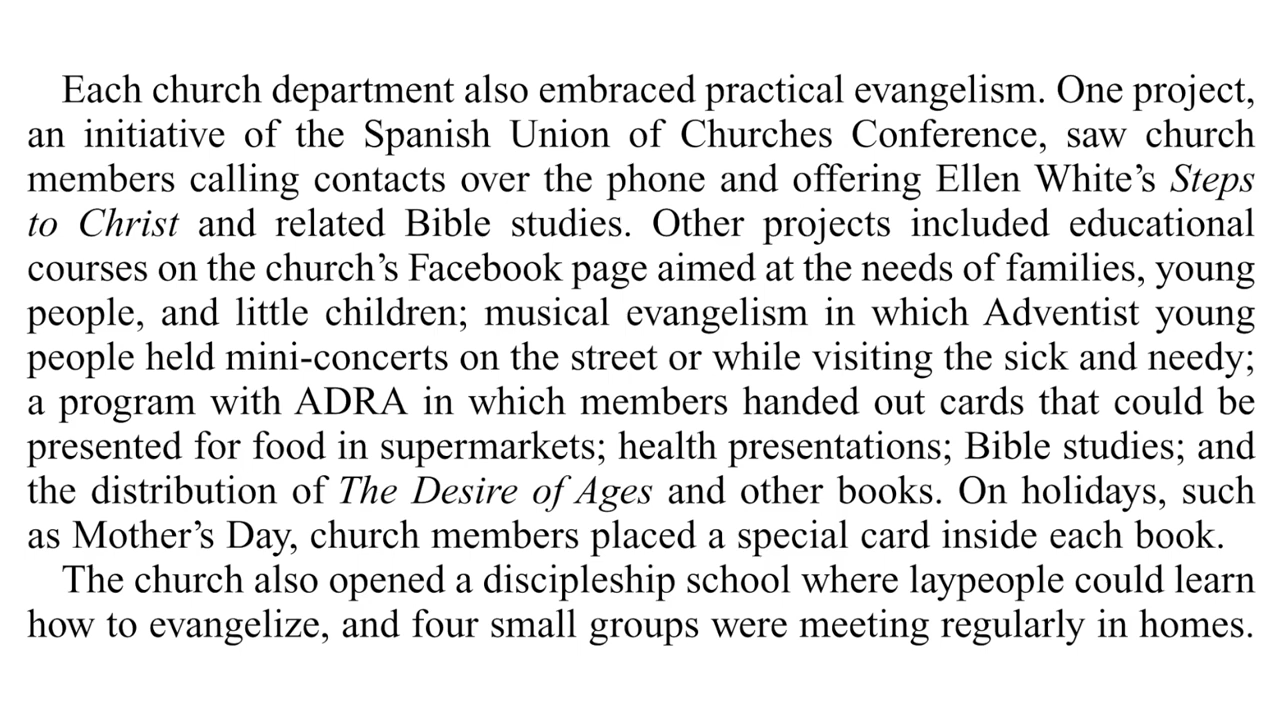 Each church department also embraced practical evangelism. One project,
an initiative of the Spanish Union of Churches Conference, saw church
members calling contacts over the phone and offering Ellen White’s Steps
to Christ and related Bible studies. Other projects included educational
courses on the church’s Facebook page aimed at the needs of families, young
people, and little children; musical evangelism in which Adventist young
people held mini-concerts on the street or while visiting the sick and needy;
a program with ADRA in which members handed out cards that could be
presented for food in supermarkets; health presentations; Bible studies; and
the distribution of The Desire of Ages and other books. On holidays, such
as Mother’s Day, church members placed a special card inside each book.
The church also opened a discipleship school where laypeople could learn
how to evangelize, and four small groups were meeting regularly in homes.